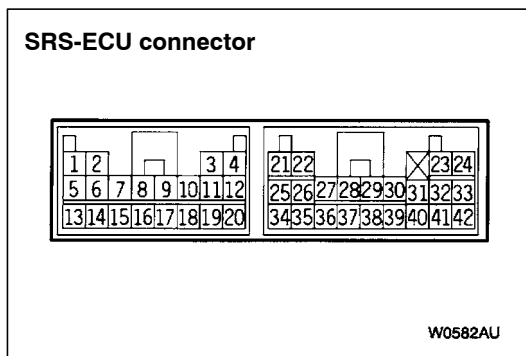 SRS-ECU connector
1 2 3 4 21 22 23 24
5 6 7 8 9 10 11 12 25 26 27 28 29 30 31 32 33
13 14 15 16 17 18 19 20 34 35 36 37 38 39 40 41 42
W0582AU